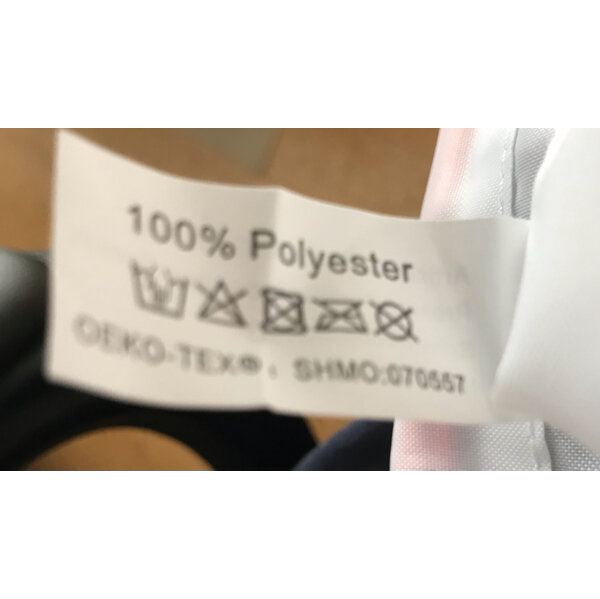 100% Polyester
OEKO-TEX®. SHMO:070557